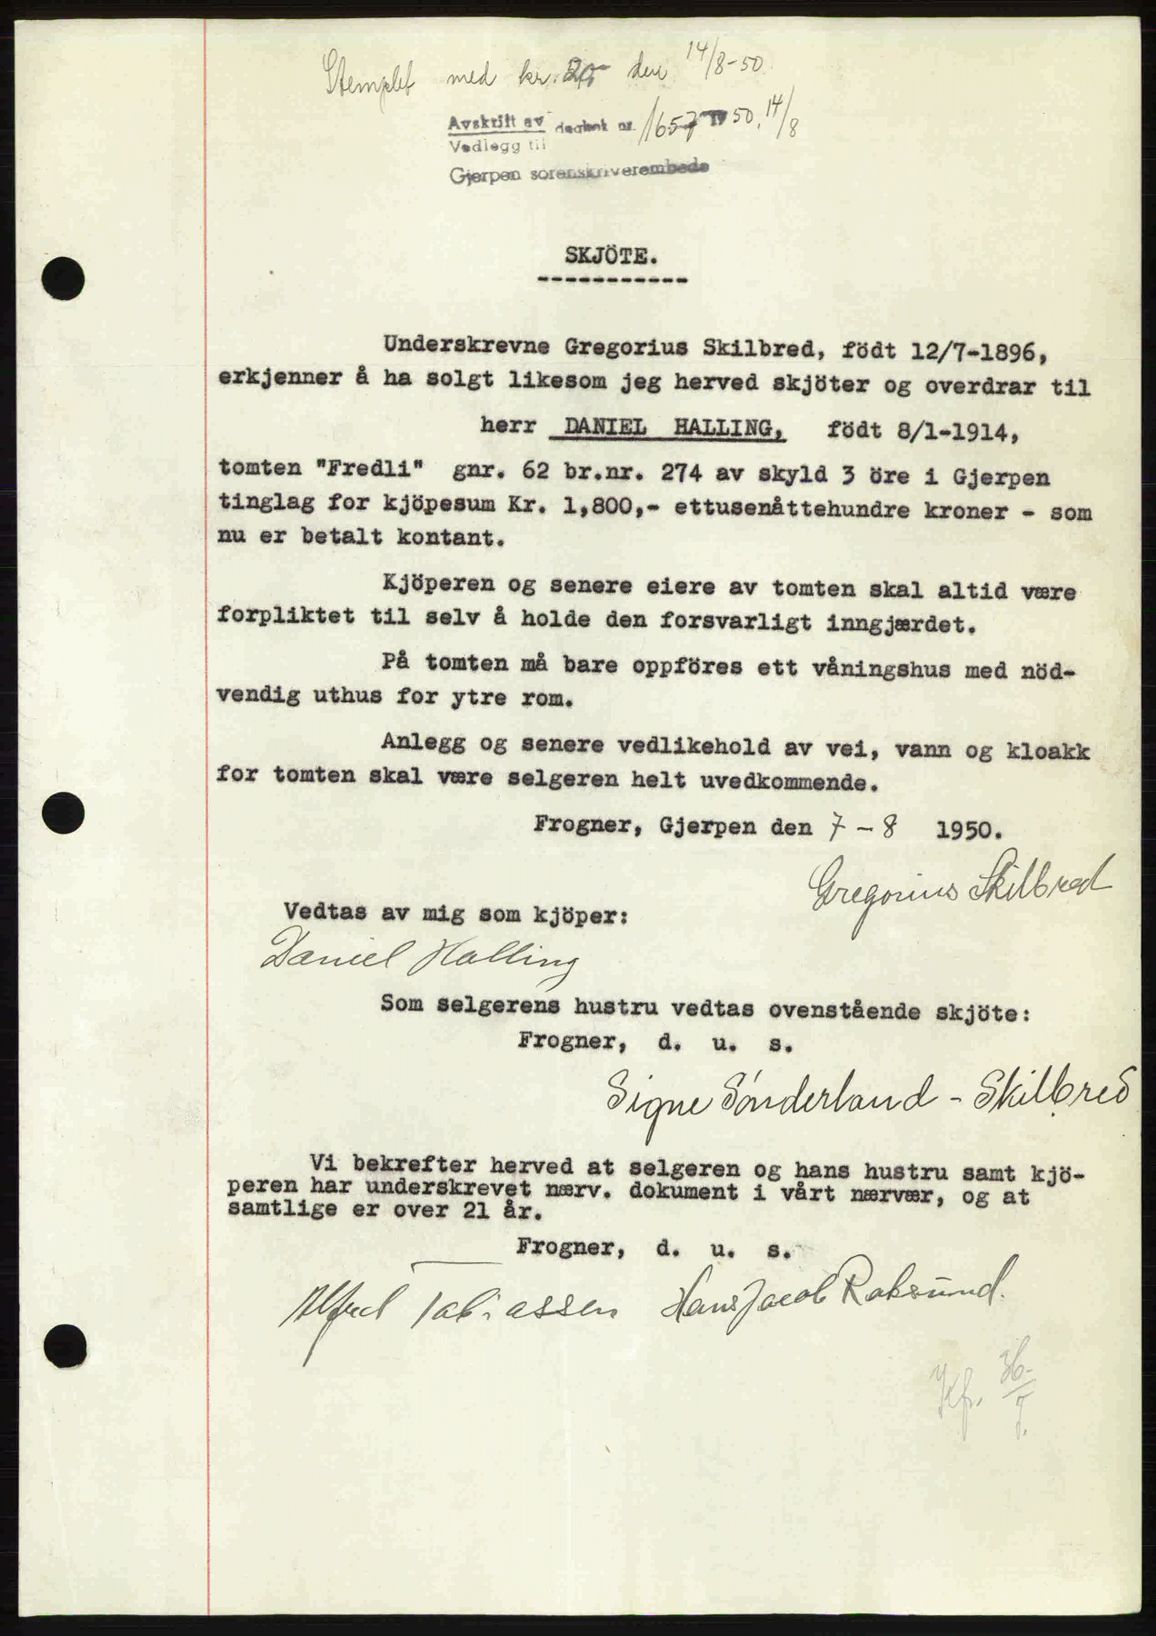 Stemplet med kr. 20 den 14/8-50
Avskrift av dagbok nr. 1657 1950, 14/8
Vedlegg til
Gjerpen sorenskriverembede
SKJÖTE.
-----------
Underskrevne Gregorius Skilbred, födt 12/7-1896,
erkjenner å ha solgt likesom jeg herved skjöter og overdrar til
herr DANIEL HALLING, födt 8/1-1914,
tomten "Fredli" gnr. 62 br.nr. 274 av skyld 3 öre i Gjerpen
tinglag for kjöpesum Kr. 1,800,- ettusenåttehundre kroner - som
nu er betalt kontant.
Kjöperen og senere eiere av tomten skal altid være
forpliktet til selv å holde den forsvarligt inngjærdet.
På tomten må bare oppföres ett våningshus med nöd-
vendig uthus for ytre rom.
Anlegg og senere vedlikehold av vei, vann og kloakk
for tomten skal være selgeren helt uvedkommende.
Frogner, Gjerpen den 7-8 1950.
Gregorius Skilbred
Vedtas av mig som kjöper:
Daniel Halling
Som selgerens hustru vedtas ovenstående skjöte:
Frogner, d. u. s.
Signe Sønderland - Skilbred
Vi bekrefter herved at selgeren og hans hustru samt kjö-
peren har underskrevet nærv. dokument i vårt nærvær, og at
samtlige er over 21 år.
Frogner, d. u. s.
Alfred Tobiassen Hans Jacob Raksund.